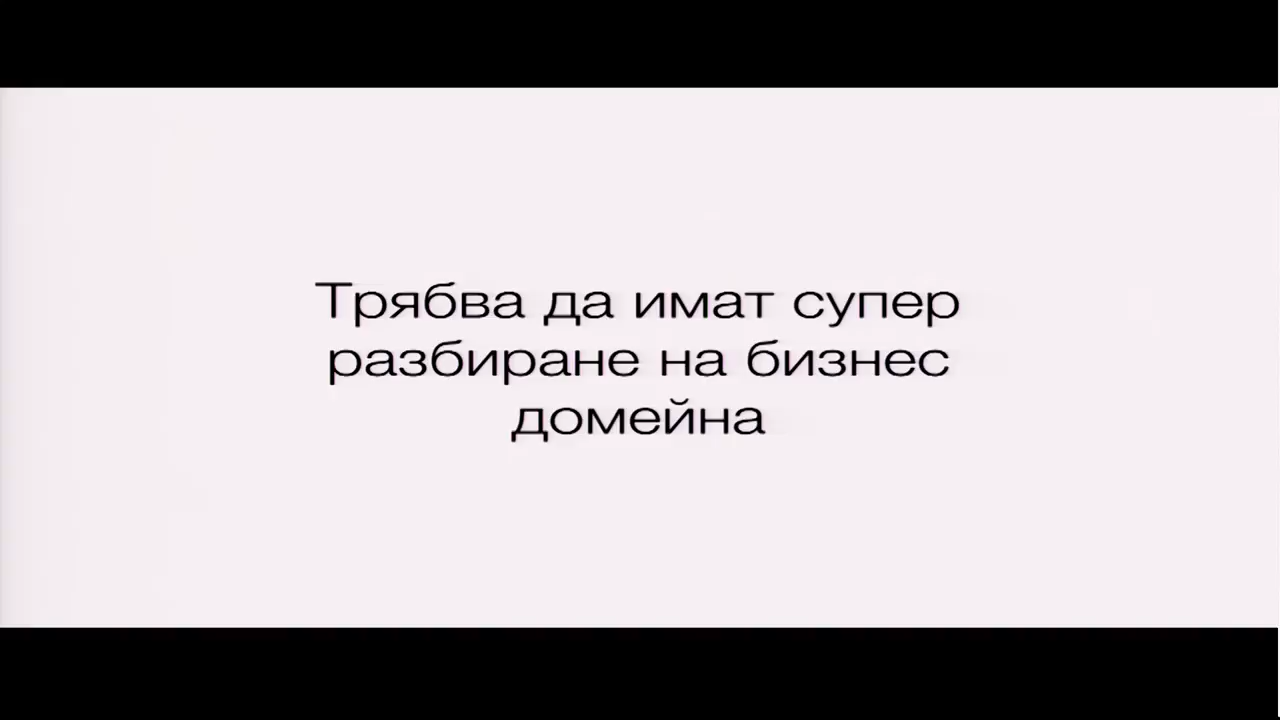 Трябва да имат супер
разбиране на бизнес
домейна